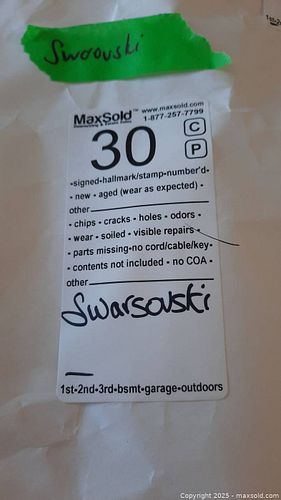 Swarovski
MaxSold™ www.maxsold.com
1-877-257-7799
30 C
P
•signed•hallmark/stamp•number'd•
• new • aged (wear as expected) •
other
• chips • cracks • holes • odors •
• wear • soiled • visible repairs •
• parts missing•no cord/cable/key•
• contents not included • no COA •
other
Swarsovski
1st•2nd•3rd•bsmt•garage•outdoors
Copyright 2025 - maxsold.com